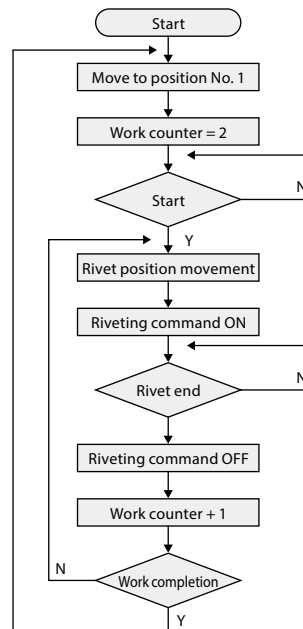 Start
Move to position No. 1
Work counter = 2
Start
N
Y
Rivet position movement
Riveting command ON
Rivet end
N
Riveting command OFF
Work counter + 1
N
Work completion
Y